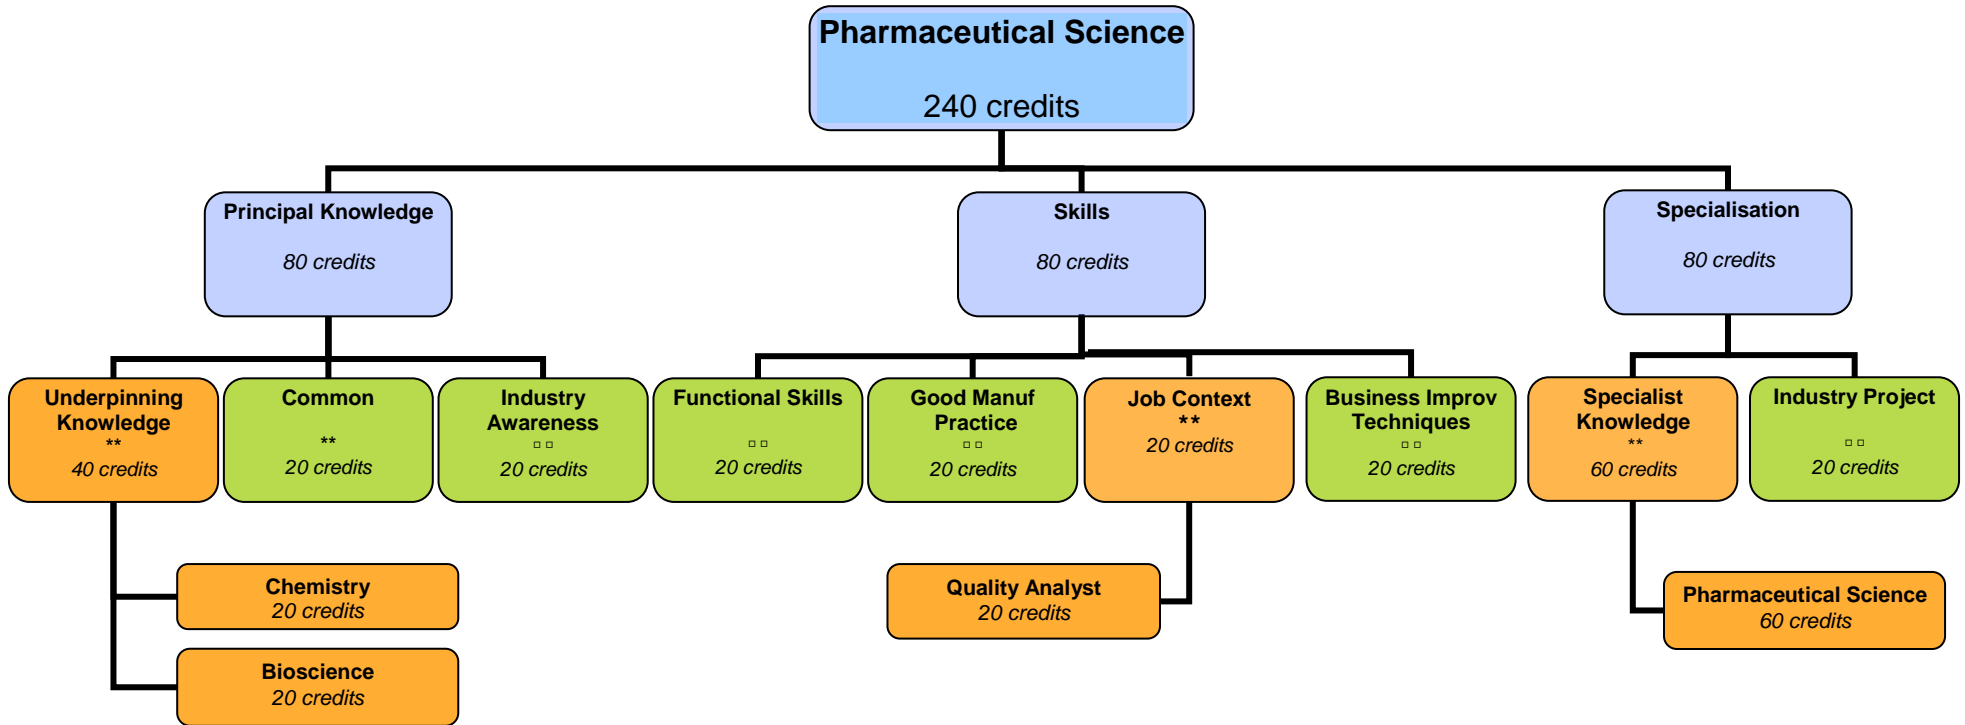 Pharmaceutical Science
240 credits
Principal Knowledge
80 credits
Skills
80 credits
Specialisation
80 credits
Underpinning
Knowledge
**
40 credits
Common
**
20 credits
Industry
Awareness
▫▫
20 credits
Functional Skills
▫▫
20 credits
Good Manuf
Practice
▫▫
20 credits
Job Context
**
20 credits
Business Improv
Techniques
▫▫
20 credits
Specialist
Knowledge
**
60 credits
Industry Project
▫▫
20 credits
Chemistry
20 credits
Bioscience
20 credits
Quality Analyst
20 credits
Pharmaceutical Science
60 credits